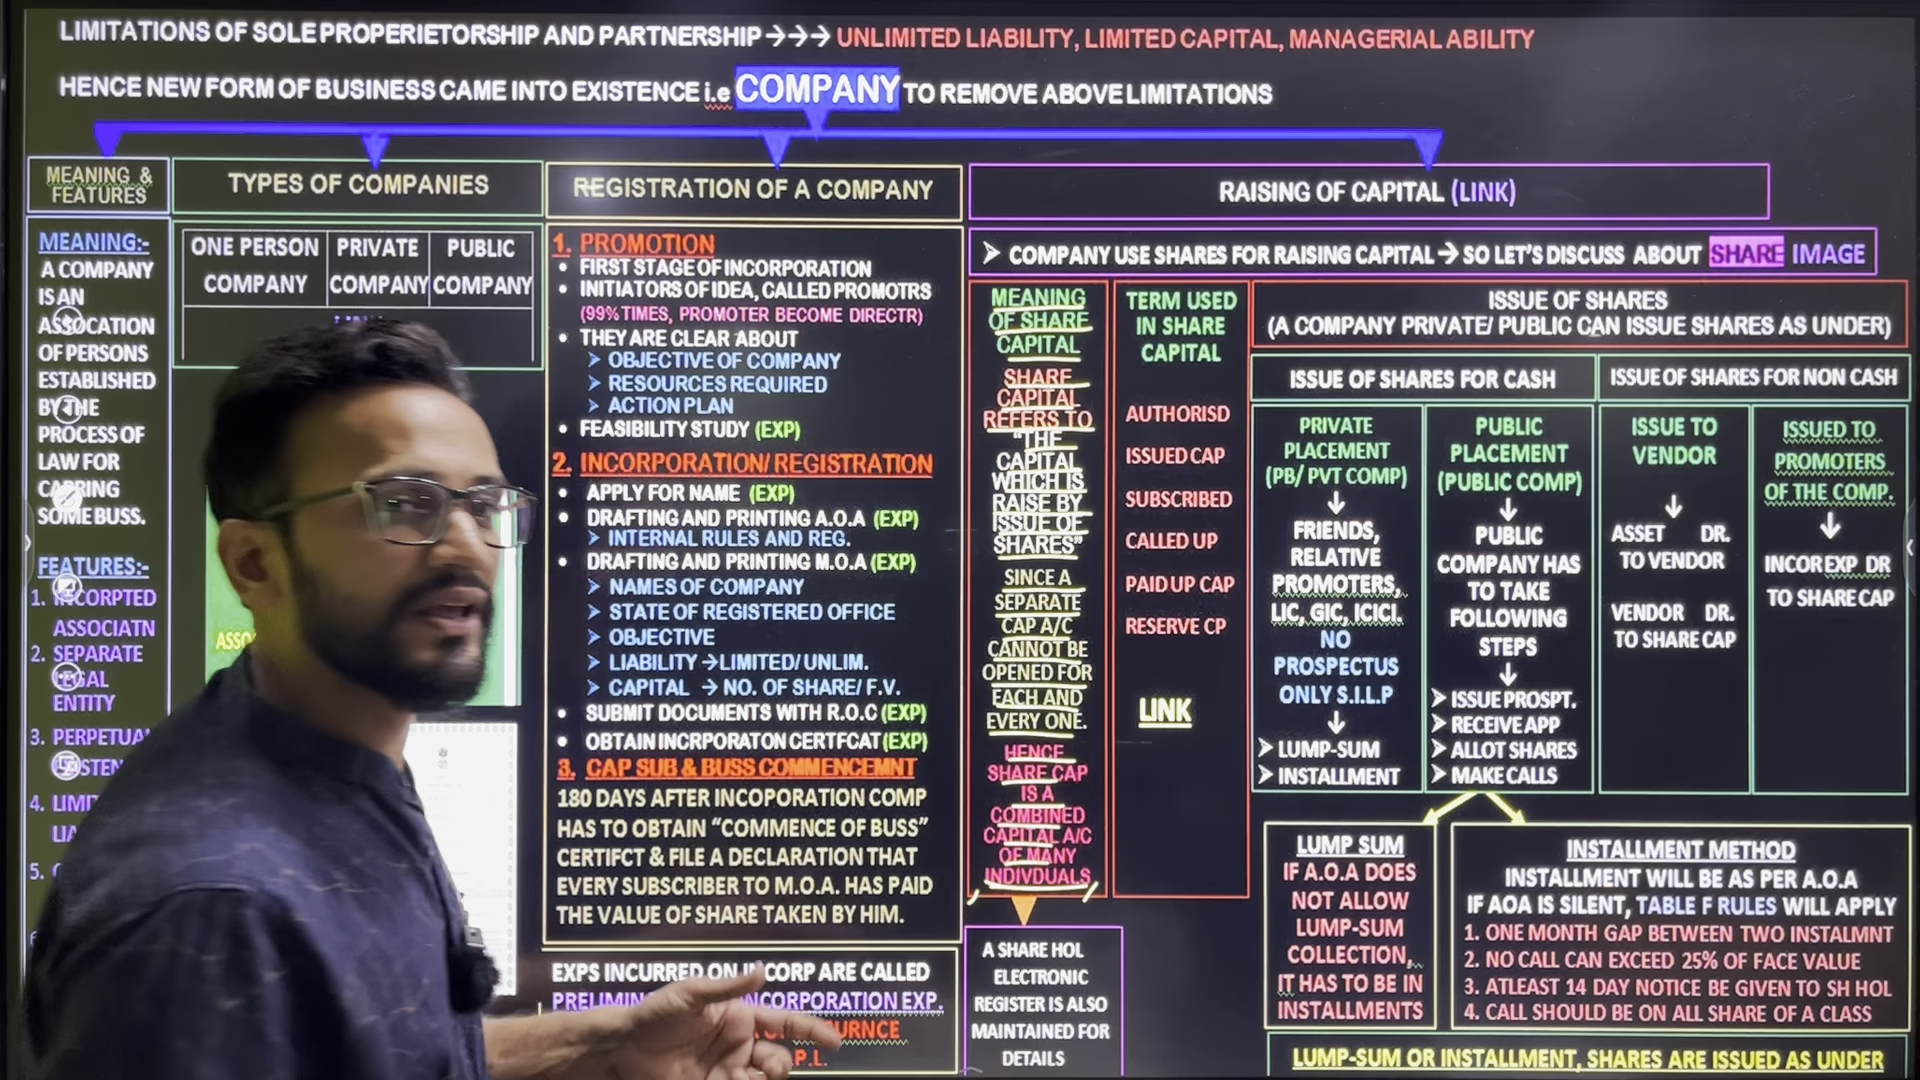 LIMITATIONS OF SOLE PROPERIETORSHIP AND PARTNERSHIP →→→ UNLIMITED LIABILITY, LIMITED CAPITAL, MANAGERIAL ABILITY
HENCE NEW FORM OF BUSINESS CAME INTO EXISTENCE i.e COMPANY TO REMOVE ABOVE LIMITATIONS
MEANING &
FEATURES
MEANING:-
A COMPANY
IS AN
ASSOCATION
OF PERSONS
ESTABLISHED
BY THE
PROCESS OF
LAW FOR
SOME BUSS.
FEATURES:-
1. INCORPTED
ASSOCIATN
2. SEPARATE
LEGAL
ENTITY
3.
4.
5.
TYPES OF COMPANIES
ONE PERSON
COMPANY
PRIVATE
COMPANY
PUBLIC
COMPANY
REGISTRATION OF A COMPANY
1. PROMOTION
• FIRST STAGE OF INCORPORATION
• INITIATORS OF IDEA, CALLED PROMOTRS
(99% TIMES, PROMOTER BECOME DIRECTR)
• THEY ARE CLEAR ABOUT
➤ OBJECTIVE OF COMPANY
➤ RESOURCES REQUIRED
➤ ACTION PLAN
• FEASIBILITY STUDY (EXP)
2. INCORPORATION/ REGISTRATION
• APPLY FOR NAME (EXP)
• DRAFTING AND PRINTING A.O.A (EXP)
➤ INTERNAL RULES AND REG.
• DRAFTING AND PRINTING M.O.A (EXP)
➤ NAMES OF COMPANY
➤ STATE OF REGISTERED OFFICE
➤ OBJECTIVE
➤ LIABILITY → LIMITED/ UNLIM.
➤ CAPITAL → NO. OF SHARE/ F.V.
• SUBMIT DOCUMENTS WITH R.O.C (EXP)
• OBTAIN INCRPORATON CERTFCAT (EXP)
3. CAP SUB & BUSS COMMENCEMNT
180 DAYS AFTER INCOPORATION COMP
HAS TO OBTAIN "COMMENCE OF BUSS"
CERTIFCT & FILE A DECLARATION THAT
EVERY SUBSCRIBER TO M.O.A. HAS PAID
THE VALUE OF SHARE TAKEN BY HIM.
EXPS INCURRED ON INCORP ARE CALLED
EXP.
RAISING OF CAPITAL (LINK)
➤ COMPANY USE SHARES FOR RAISING CAPITAL → SO LET'S DISCUSS ABOUT SHARE IMAGE
MEANING
OF SHARE
CAPITAL
SHARE
CAPITAL
REFERS TO
"THE
CAPITAL
WHICH IS
RAISE BY
ISSUE OF
SHARES"
SINCE A
SEPARATE
CAP A/C
CANNOT BE
OPENED FOR
EACH AND
EVERY ONE.
HENCE
SHARE CAP
IS A
COMBINED
CAPITAL A/C
OF MANY
INDIVDUALS
A SHARE HOL
ELECTRONIC
REGISTER IS ALSO
MAINTAINED FOR
DETAILS
TERM USED
IN SHARE
CAPITAL
AUTHORISD
ISSUED CAP
SUBSCRIBED
CALLED UP
PAID UP CAP
RESERVE CP
LINK
ISSUE OF SHARES
(A COMPANY PRIVATE/ PUBLIC CAN ISSUE SHARES AS UNDER)
ISSUE OF SHARES FOR CASH
PRIVATE
PLACEMENT
(PB/ PVT COMP)
↓
FRIENDS,
RELATIVE
PROMOTERS,
LIC, GIC, ICICI.
NO
PROSPECTUS
ONLY S.I.L.P
↓
➤ LUMP-SUM
➤ INSTALLMENT
PUBLIC
PLACEMENT
(PUBLIC COMP)
↓
PUBLIC
COMPANY HAS
TO TAKE
FOLLOWING
STEPS
↓
➤ ISSUE PROSPT.
➤ RECEIVE APP
➤ ALLOT SHARES
➤ MAKE CALLS
ISSUE OF SHARES FOR NON CASH
ISSUE TO
VENDOR
↓
ASSET DR.
TO VENDOR
VENDOR DR.
TO SHARE CAP
ISSUED TO
PROMOTERS
OF THE COMP.
↓
INCOR EXP DR
TO SHARE CAP
LUMP SUM
IF A.O.A DOES
NOT ALLOW
LUMP-SUM
COLLECTION,
IT HAS TO BE IN
INSTALLMENTS
INSTALLMENT METHOD
INSTALLMENT WILL BE AS PER A.O.A
IF AOA IS SILENT, TABLE F RULES WILL APPLY
1. ONE MONTH GAP BETWEEN TWO INSTALMNT
2. NO CALL CAN EXCEED 25% OF FACE VALUE
3. ATLEAST 14 DAY NOTICE BE GIVEN TO SH HOL
4. CALL SHOULD BE ON ALL SHARE OF A CLASS
LUMP-SUM OR INSTALLMENT, SHARES ARE ISSUED AS UNDER